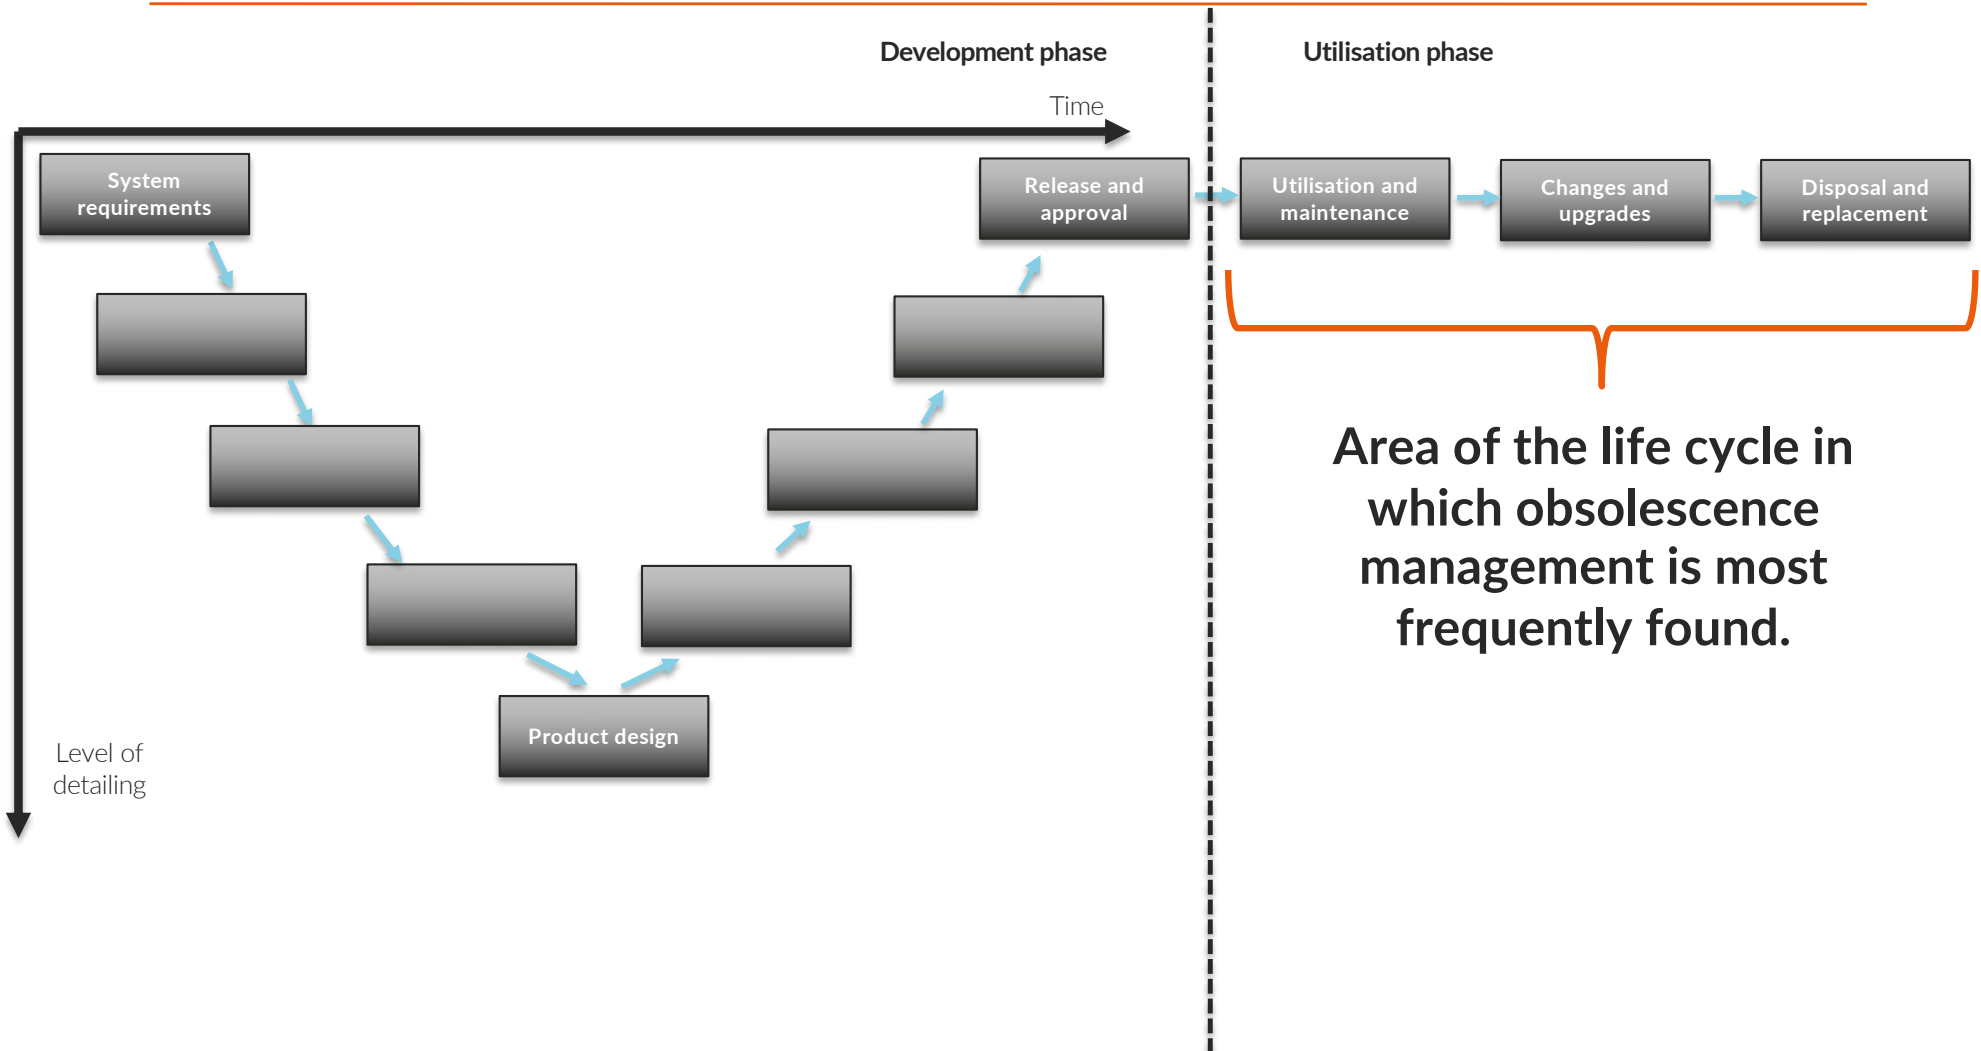 Development phase
Utilisation phase
Time
System
requirements
Release and
approval
Utilisation and
maintenance
Changes and
upgrades
Disposal and
replacement
Area of the life cycle in
which obsolescence
management is most
frequently found.
Product design
Level of
detailing